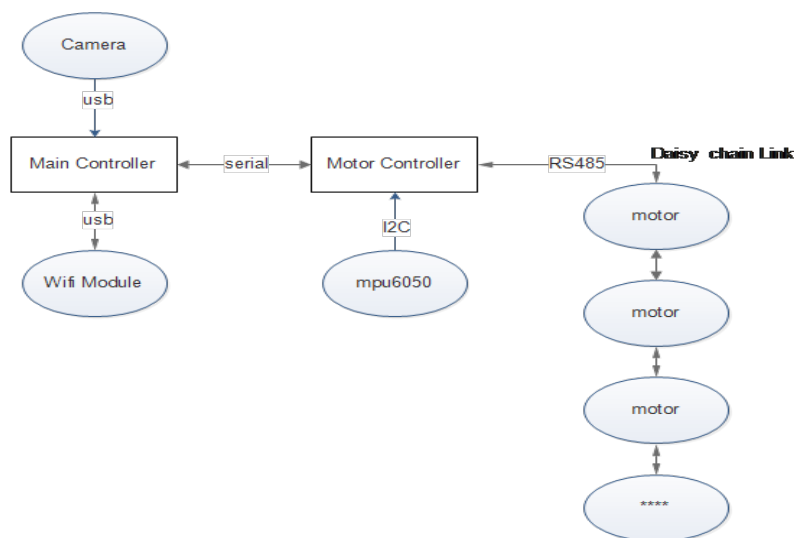 Camera
usb
Main Controller
serial
Motor Controller
RS485
Daisy chain Link
usb
I2C
motor
Wifi Module
mpu6050
motor
motor
****